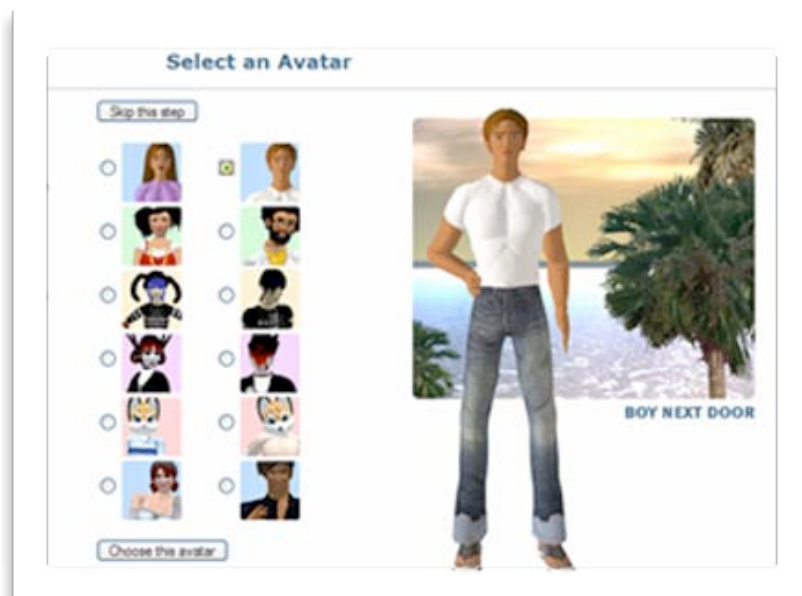 Select an Avatar
Skip this step
BOY NEXT DOOR
Choose this avatar